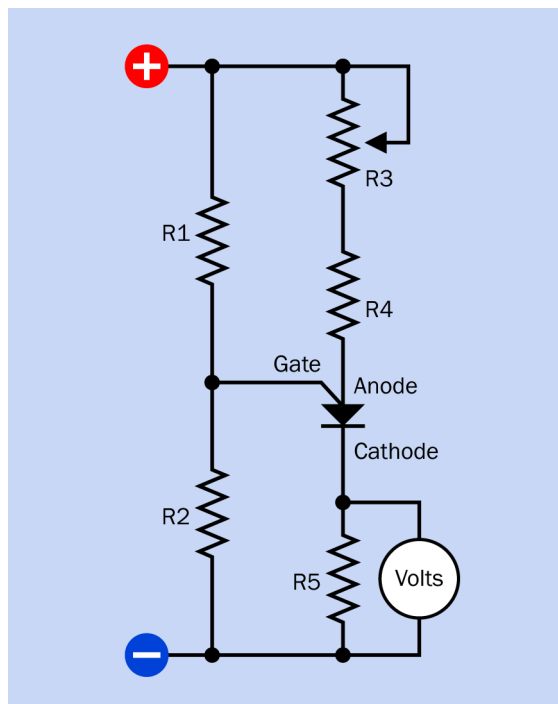 +
R3
R1
R4
Gate
Anode
Cathode
R2
R5
Volts
−